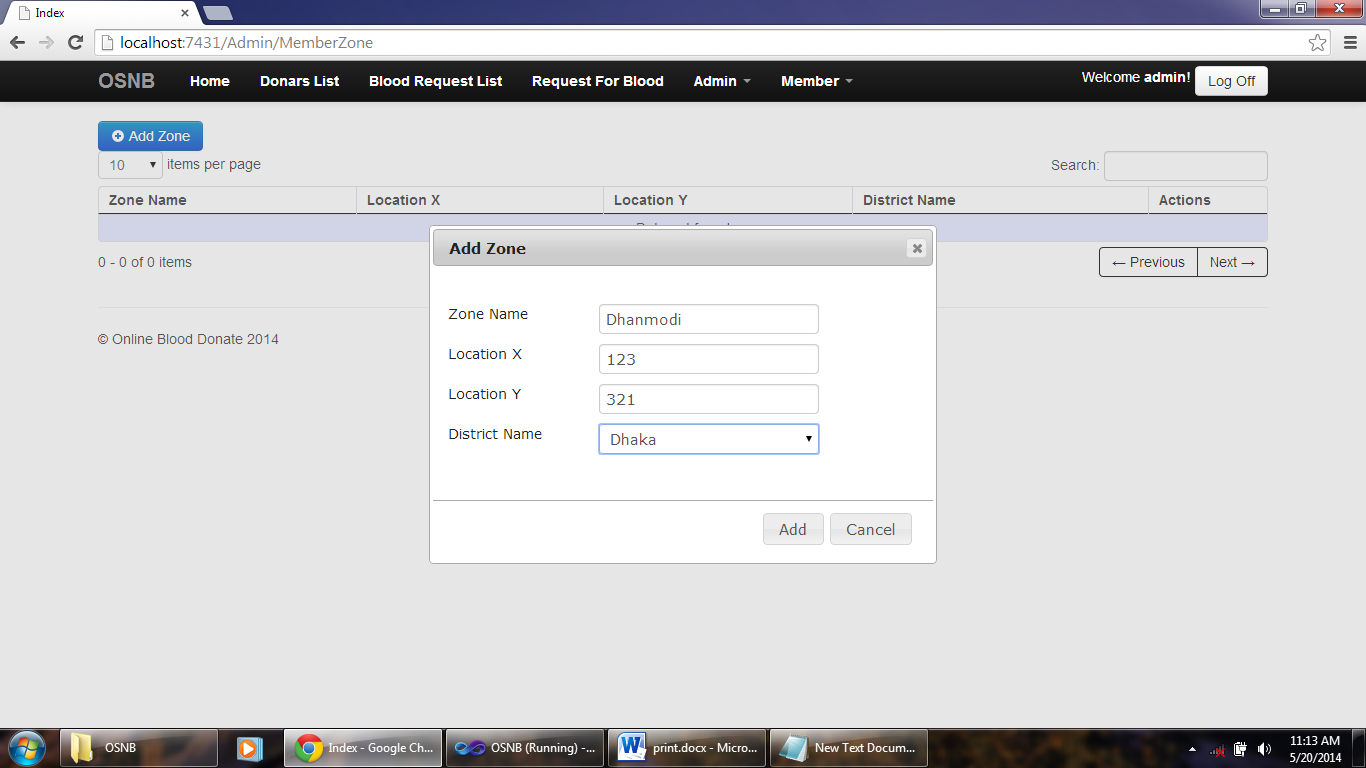 Index
localhost:7431/Admin/MemberZone
OSNB Home Donars List Blood Request List Request For Blood Admin Member Welcome admin! Log Off
Add Zone
10 items per page Search:
Zone Name Location X Location Y District Name Actions
Add Zone
0 - 0 of 0 items ← Previous Next →
Zone Name Dhanmodi
© Online Blood Donate 2014
Location X 123
Location Y 321
District Name Dhaka
Add Cancel
OSNB Index - Google Ch... OSNB (Running) -... print.docx - Micro... New Text Docum...
11:13 AM
5/20/2014